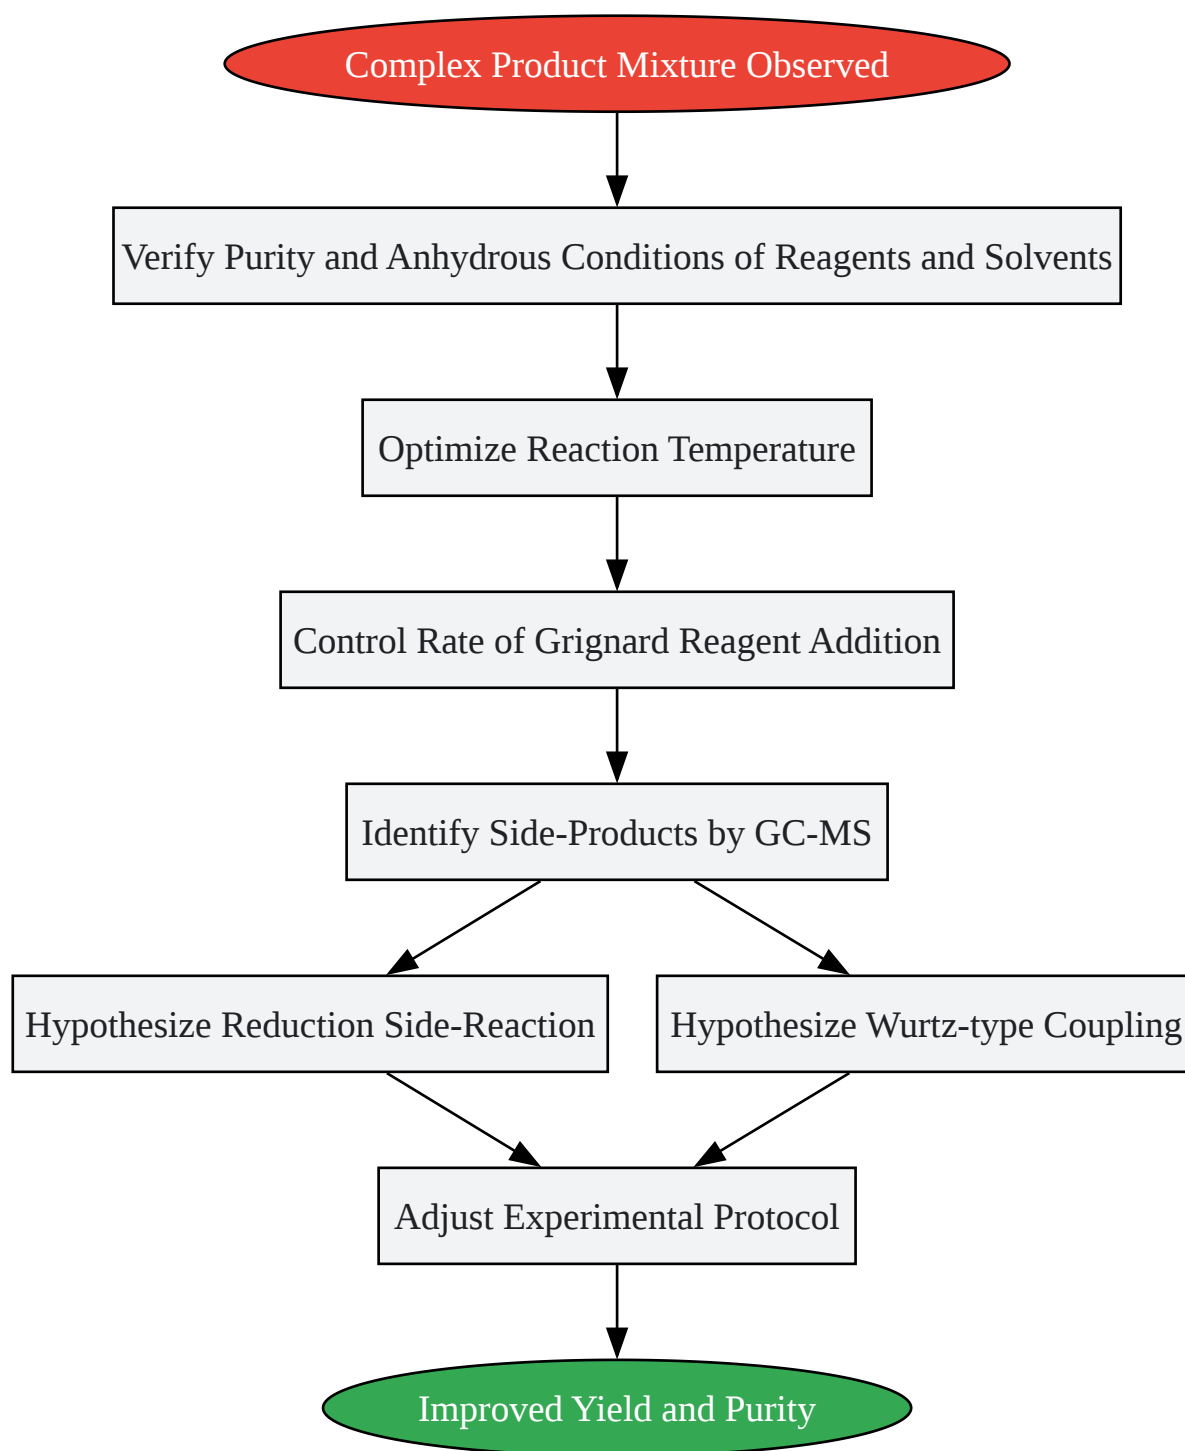 Complex Product Mixture Observed
Verify Purity and Anhydrous Conditions of Reagents and Solvents
Optimize Reaction Temperature
Control Rate of Grignard Reagent Addition
Identify Side-Products by GC-MS
Hypothesize Reduction Side-Reaction
Hypothesize Wurtz-type Coupling
Adjust Experimental Protocol
Improved Yield and Purity